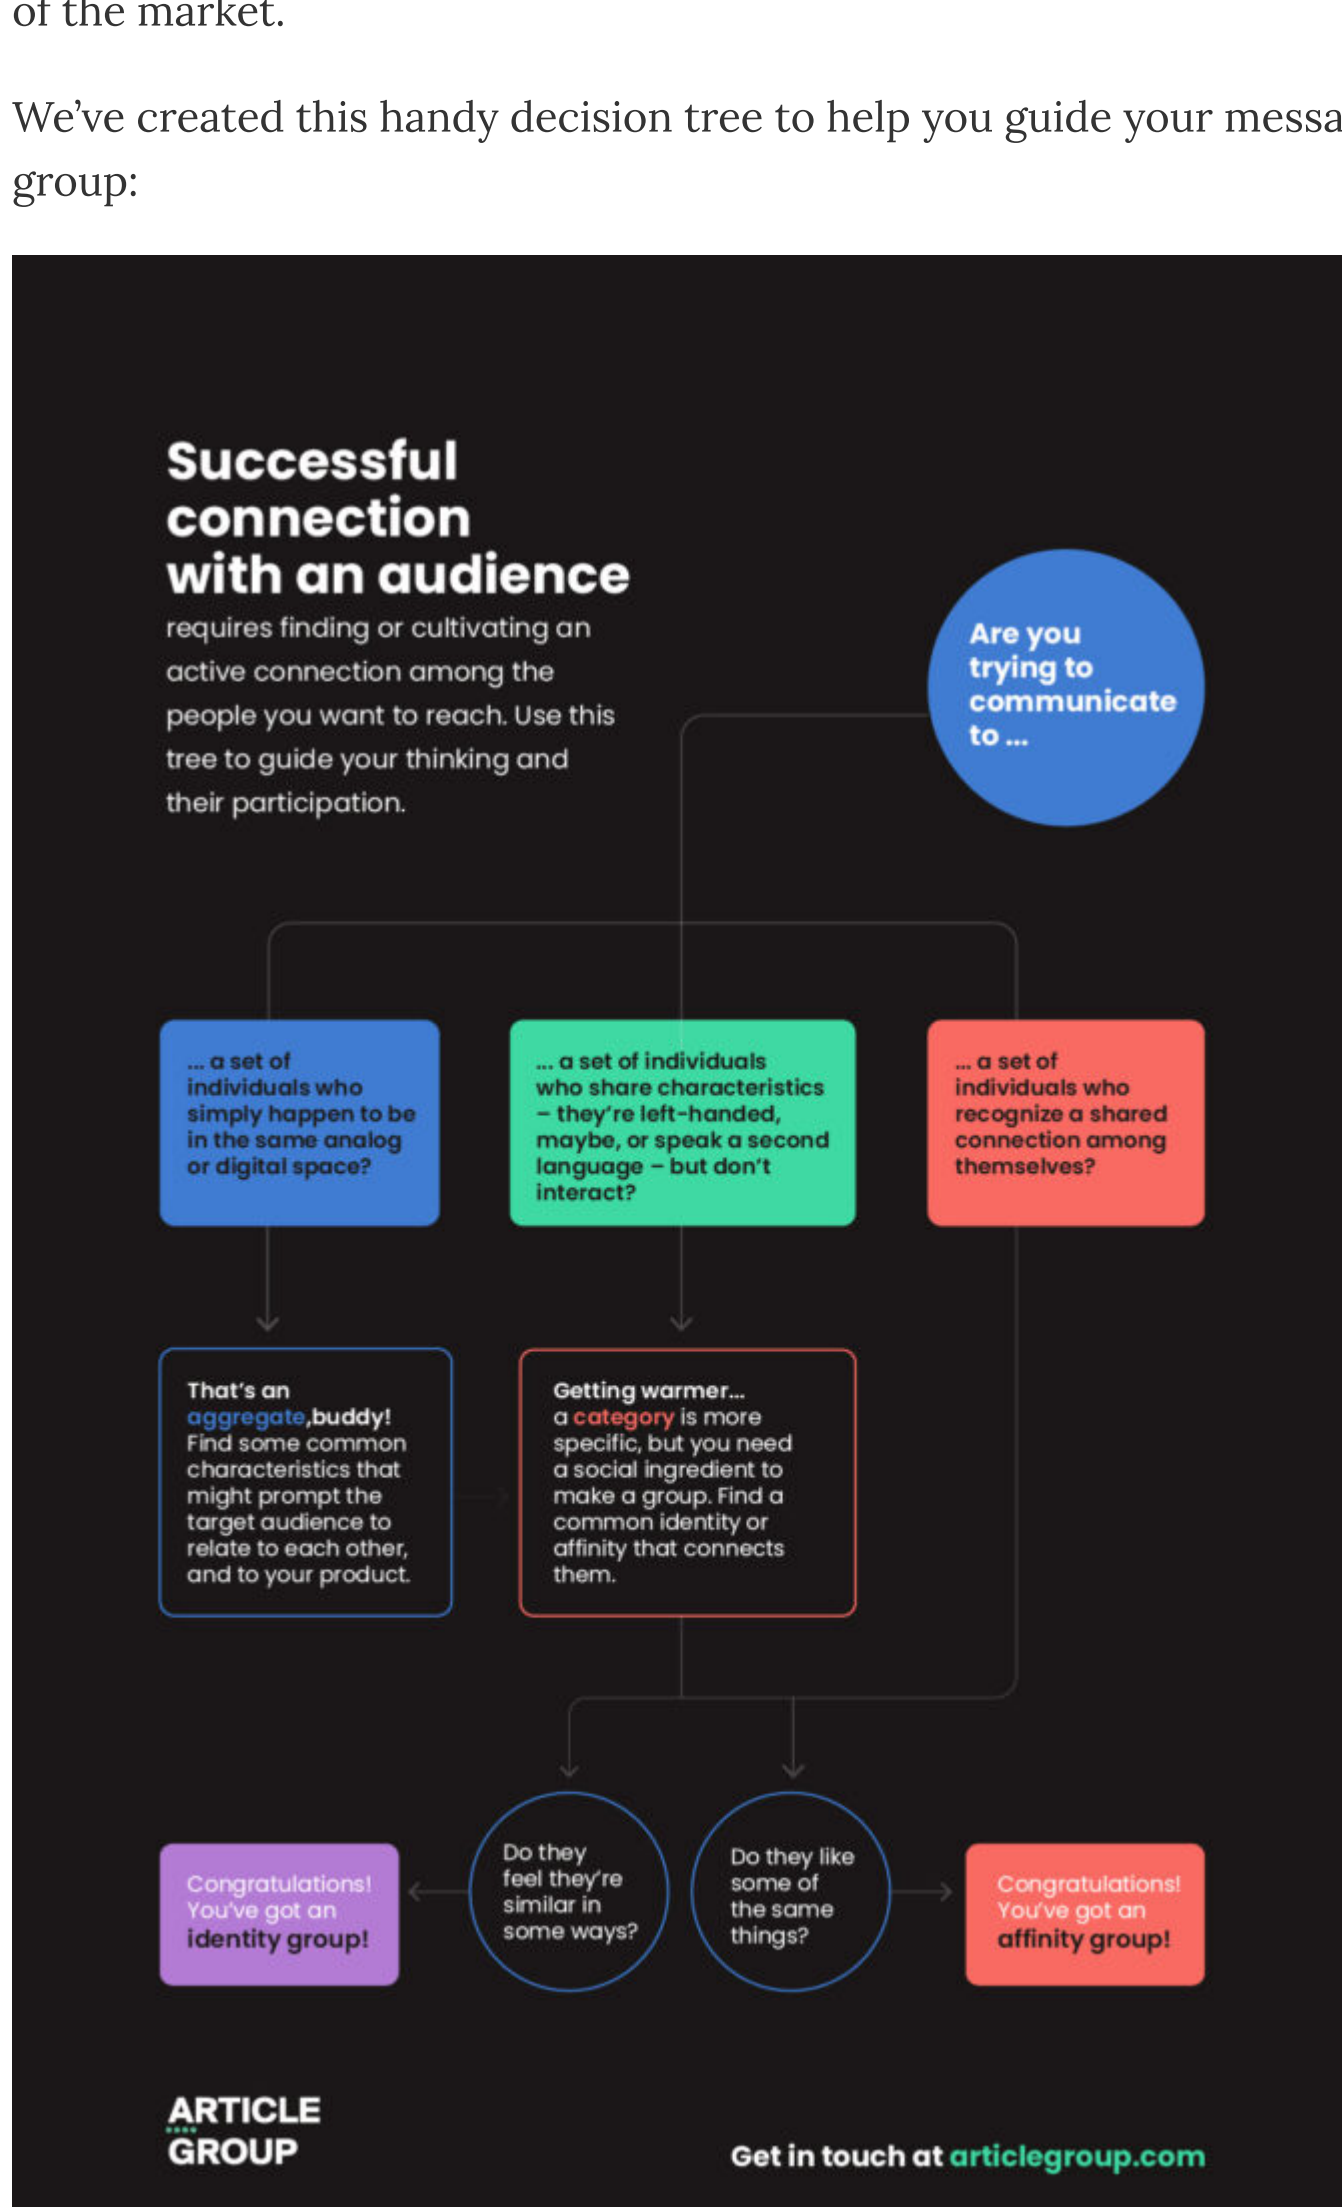 of the market.
We’ve created this handy decision tree to help you guide your messa
group:
Successful
connection
with an audience
requires finding or cultivating an
active connection among the
people you want to reach. Use this
tree to guide your thinking and
their participation.
Are you
trying to
communicate
to ...
... a set of
individuals who
simply happen to be
in the same analog
or digital space?
... a set of individuals
who share characteristics
– they’re left-handed,
maybe, or speak a second
language – but don’t
interact?
... a set of
individuals who
recognize a shared
connection among
themselves?
That’s an
aggregate,buddy!
Find some common
characteristics that
might prompt the
target audience to
relate to each other,
and to your product.
Getting warmer...
a category is more
specific, but you need
a social ingredient to
make a group. Find a
common identity or
affinity that connects
them.
Congratulations!
You’ve got an
identity group!
Do they
feel they’re
similar in
some ways?
Do they like
some of
the same
things?
Congratulations!
You’ve got an
affinity group!
ARTICLE
GROUP
Get in touch at articlegroup.com